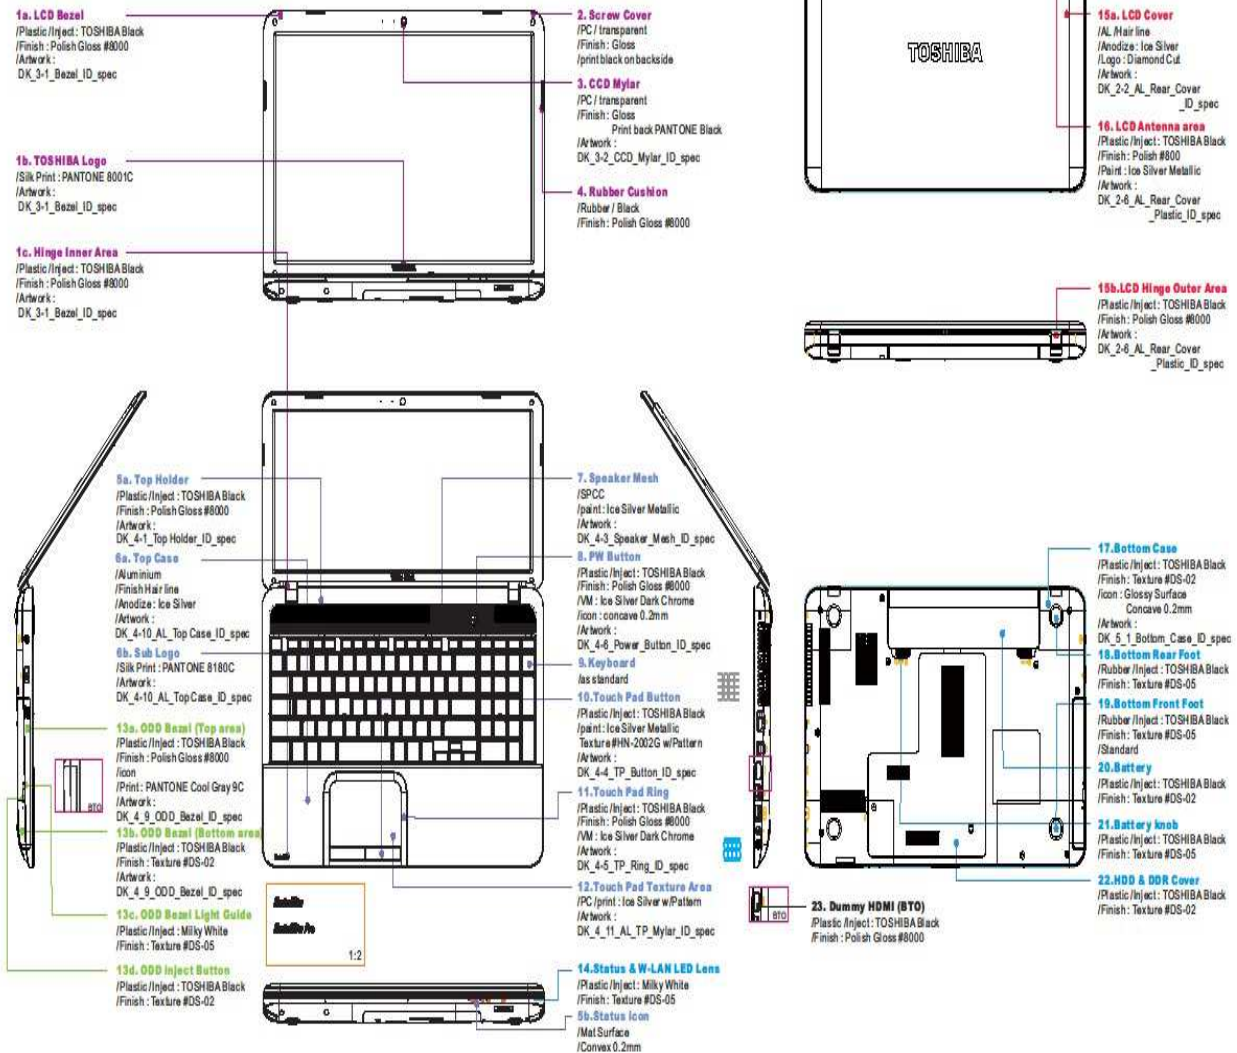 1a. LCD Bezel
/Plastic/Inject : TOSHIBA Black
/Finish : Polish Gloss #8000
/Artwork :
DK_3-1_Bezel_ID_spec
1b. TOSHIBA Logo
/Silk Print : PANTONE 8001C
/Artwork :
DK_3-1_Bezel_ID_spec
1c. Hinge Inner Area
/Plastic/Inject : TOSHIBA Black
/Finish : Polish Gloss #8000
/Artwork :
DK_3-1_Bezel_ID_spec
2. Screw Cover
/PC / transparent
/Finish : Gloss
/print black on backside
3. CCD Mylar
/PC / transparent
/Finish : Gloss
Print back PANTONE Black
/Artwork :
DK_3-2_CCD_Mylar_ID_spec
4. Rubber Cushion
/Rubber / Black
/Finish : Polish Gloss #8000
TOSHIBA
15a. LCD Cover
/AL /Hair line
/Anodize : Ice Silver
/Logo : Diamond Cut
/Artwork :
DK_2-2_AL_Rear_Cover
_ID_spec
16. LCD Antenna area
/Plastic/Inject : TOSHIBA Black
/Finish : Polish #800
/Paint : Ice Silver Metallic
/Artwork :
DK_2-6_AL_Rear_Cover
_Plastic_ID_spec
15b.LCD Hinge Outer Area
/Plastic/Inject : TOSHIBA Black
/Finish : Polish Gloss #8000
/Artwork :
DK_2-6_AL_Rear_Cover
_Plastic_ID_spec
TOSHIBA
5a. Top Holder
/Plastic/Inject : TOSHIBA Black
/Finish : Polish Gloss #8000
/Artwork :
DK_4-1_Top Holder_ID_spec
6a. Top Case
/Aluminium
/Finish Hair line
/Anodize : Ice Silver
/Artwork :
DK_4-10_AL_Top Case_ID_spec
6b. Sub Logo
/Silk Print : PANTONE 8180C
/Artwork :
DK_4-10_AL_TopCase_ID_spec
13a. ODD Bezel (Top area)
/Plastic/Inject : TOSHIBA Black
/Finish : Polish Gloss #8000
/icon
/Print: PANTONE Cool Gray 9C
/Artwork :
DK_4_9_ODD_Bezel_ID_spec
13b. ODD Bezel (Bottom area)
/Plastic/Inject : TOSHIBA Black
/Finish : Texture #DS-02
/Artwork :
DK_4_9_ODD_Bezel_ID_spec
13c. ODD Bezel Light Guide
/Plastic/Inject : Milky White
/Finish : Texture #DS-05
13d. ODD Inject Button
/Plastic/Inject : TOSHIBA Black
/Finish : Texture #DS-02
BTO
TOSHIBA
Satellite
Satellite Pro
1:2
7. Speaker Mesh
/SPCC
/paint : Ice Silver Metallic
/Artwork :
DK_4-3_Speaker_Mesh_ID_spec
8. PW Button
/Plastic/Inject : TOSHIBA Black
/Finish : Polish Gloss #8000
/VM : Ice Silver Dark Chrome
/icon : concave 0.2mm
/Artwork :
DK_4-6_Power_Button_ID_spec
9.Keyboard
/as standard
10.Touch Pad Button
/Plastic/Inject : TOSHIBA Black
/paint : Ice Silver Metallic
Texture #HN-2002G w/Pattern
/Artwork :
DK_4-4_TP_Button_ID_spec
11.Touch Pad Ring
/Plastic/Inject : TOSHIBA Black
/Finish : Polish Gloss #8000
/VM : Ice Silver Dark Chrome
/Artwork :
DK_4-5_TP_Ring_ID_spec
12.Touch Pad Texture Area
/PC /print : Ice Silver w/Pattern
/Artwork :
DK_4_11_AL_TP_Mylar_ID_spec
14.Status & W-LAN LED Lens
/Plastic/Inject : Milky White
/Finish : Texture #DS-05
5b.Status Icon
/Mat Surface
/Convex 0.2mm
BTO
23. Dummy HDMI (BTO)
/Plastic /Inject : TOSHIBA Black
/Finish : Polish Gloss #8000
17.Bottom Case
/Plastic/Inject : TOSHIBA Black
/Finish : Texture #DS-02
/icon : Glossy Surface
Concave 0.2mm
/Artwork :
DK_5_1_Bottom_Case_ID_spec
18.Bottom Rear Foot
/Rubber /Inject : TOSHIBA Black
/Finish : Texture #DS-05
19.Bottom Front Foot
/Rubber /Inject : TOSHIBA Black
/Finish : Texture #DS-05
/Standard
20.Battery
/Plastic/Inject : TOSHIBA Black
/Finish : Texture #DS-02
21.Battery knob
/Plastic/Inject : TOSHIBA Black
/Finish : Texture #DS-05
22.HDD & DDR Cover
/Plastic/Inject : TOSHIBA Black
/Finish : Texture #DS-02